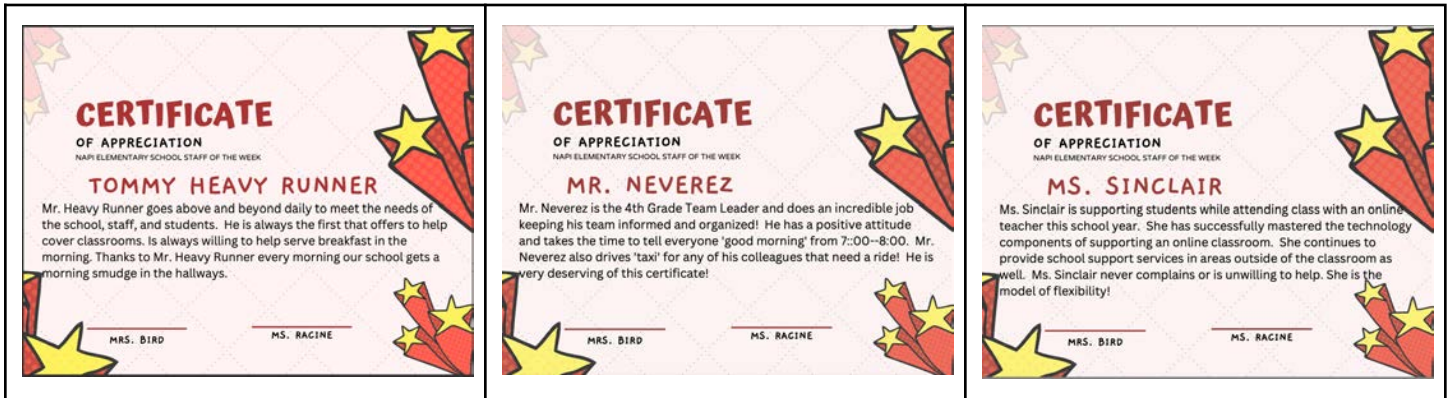 CERTIFICATE
OF APPRECIATION
NAPI ELEMENTARY SCHOOL STAFF OF THE WEEK
TOMMY HEAVY RUNNER
Mr. Heavy Runner goes above and beyond daily to meet the needs of
the school, staff, and students. He is always the first that offers to help
cover classrooms. Is always willing to help serve breakfast in the
morning. Thanks to Mr. Heavy Runner every morning our school gets a
morning smudge in the hallways.
MRS. BIRD
MS. RACINE
CERTIFICATE
OF APPRECIATION
NAPI ELEMENTARY SCHOOL STAFF OF THE WEEK
MR. NEVEREZ
Mr. Neverez is the 4th Grade Team Leader and does an incredible job
keeping his team informed and organized! He has a positive attitude
and takes the time to tell everyone 'good morning' from 7::00--8:00. Mr.
Neverez also drives 'taxi' for any of his colleagues that need a ride! He is
very deserving of this certificate!
MRS. BIRD
MS. RACINE
CERTIFICATE
OF APPRECIATION
NAPI ELEMENTARY SCHOOL STAFF OF THE WEEK
MS. SINCLAIR
Ms. Sinclair is supporting students while attending class with an online
teacher this school year. She has successfully mastered the technology
components of supporting an online classroom. She continues to
provide school support services in areas outside of the classroom as
well. Ms. Sinclair never complains or is unwilling to help. She is the
model of flexibility!
MRS. BIRD
MS. RACINE